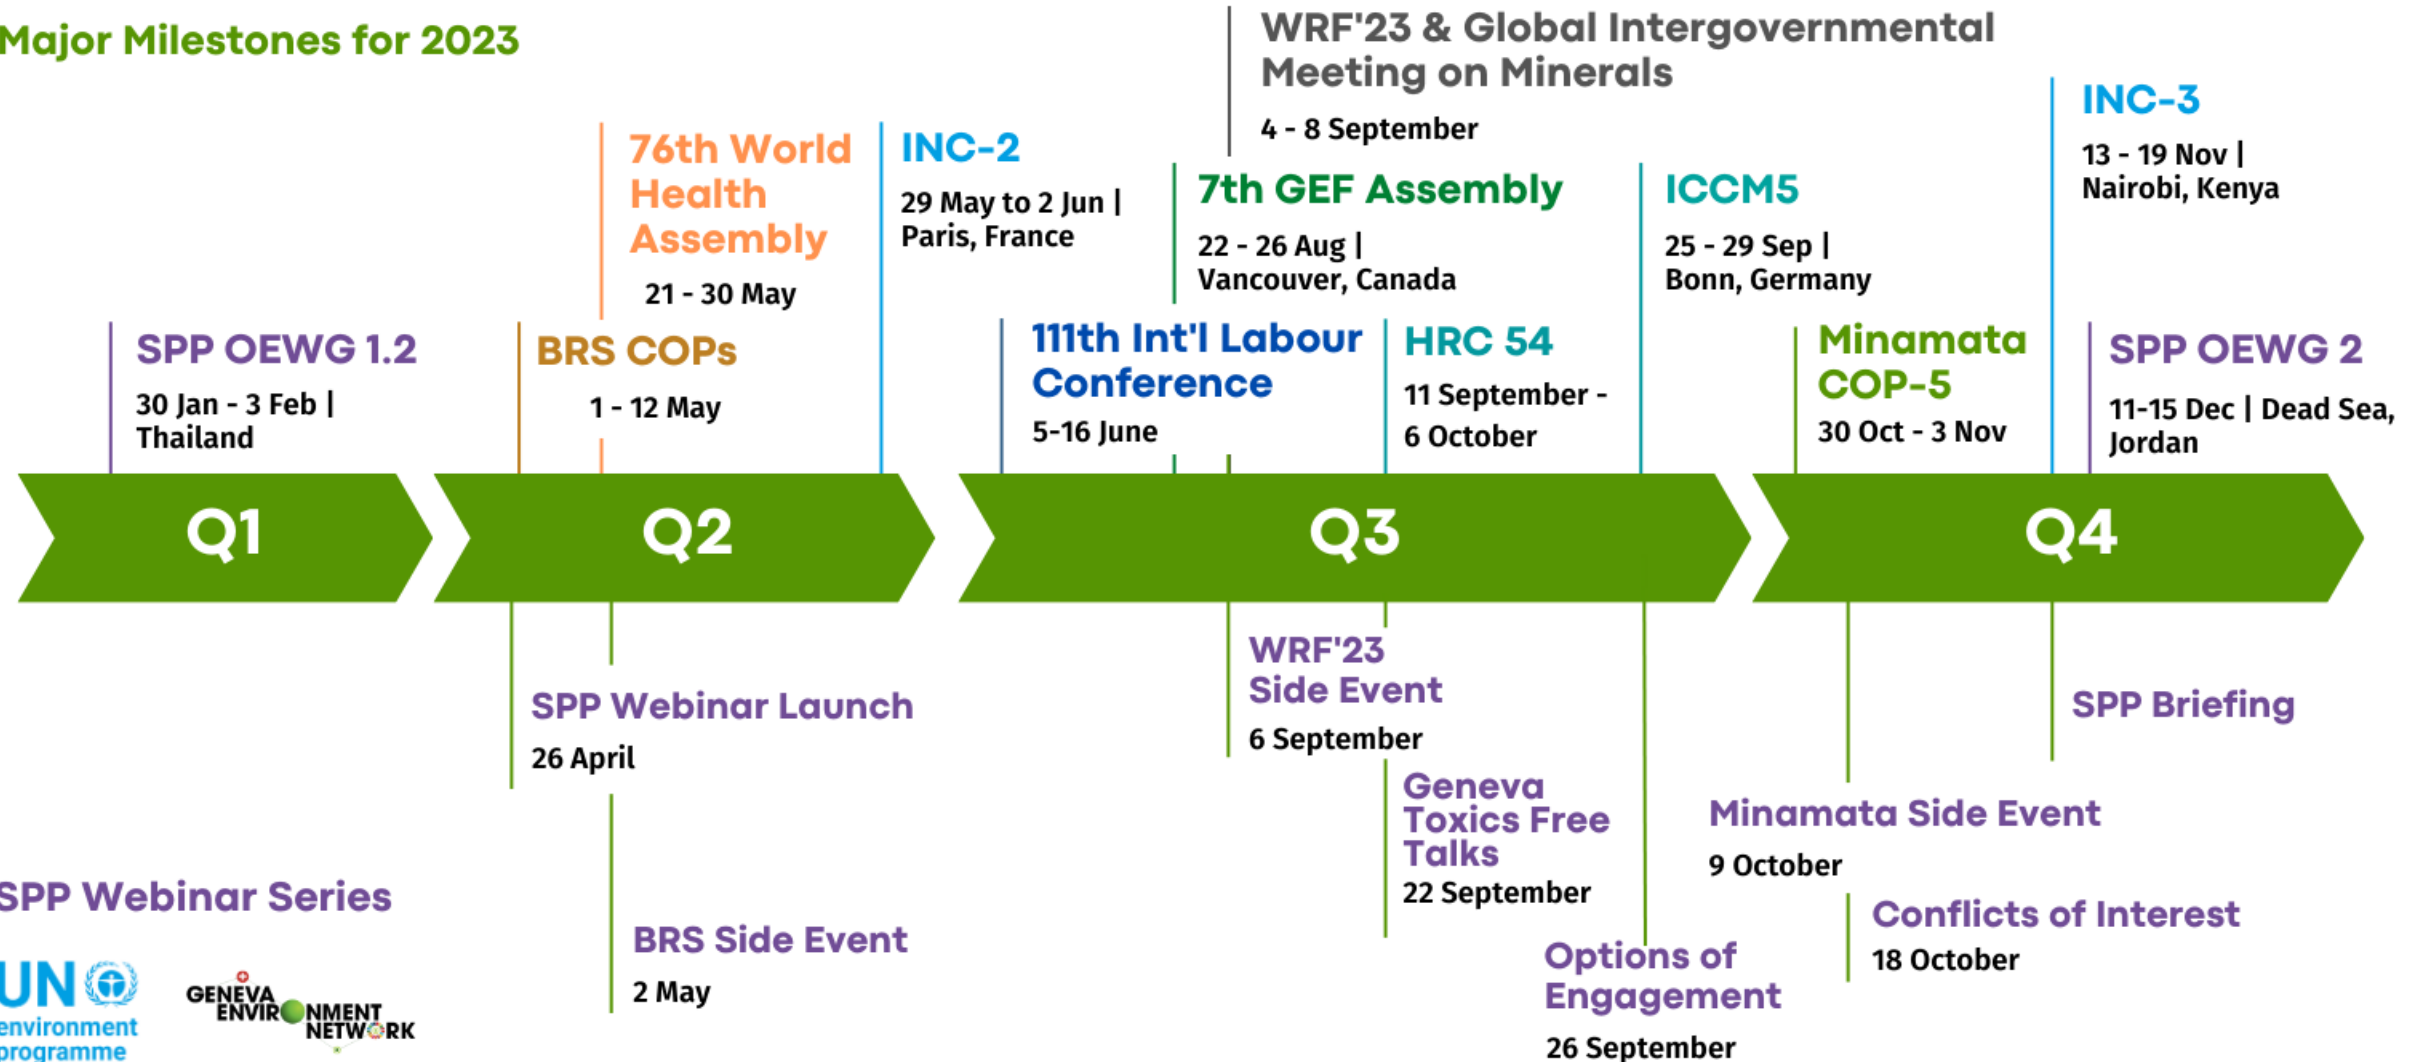 Major Milestones for 2023
WRF'23 & Global Intergovernmental
Meeting on Minerals
4 - 8 September
INC-3
13 - 19 Nov |
Nairobi, Kenya
76th World
Health
Assembly
21 - 30 May
INC-2
29 May to 2 Jun |
Paris, France
7th GEF Assembly
22 - 26 Aug |
Vancouver, Canada
ICCM5
25 - 29 Sep |
Bonn, Germany
SPP OEWG 1.2
30 Jan - 3 Feb |
Thailand
BRS COPs
1 - 12 May
111th Int'l Labour
Conference
5-16 June
HRC 54
11 September -
6 October
Minamata
COP-5
30 Oct - 3 Nov
SPP OEWG 2
11-15 Dec | Dead Sea,
Jordan
Q1
Q2
Q3
Q4
SPP Webinar Launch
26 April
BRS Side Event
2 May
WRF'23
Side Event
6 September
Geneva
Toxics Free
Talks
22 September
Options of
Engagement
26 September
SPP Briefing
Minamata Side Event
9 October
Conflicts of Interest
18 October
SPP Webinar Series
UN
environment
programme
GENEVA
ENVIRONMENT
NETWORK